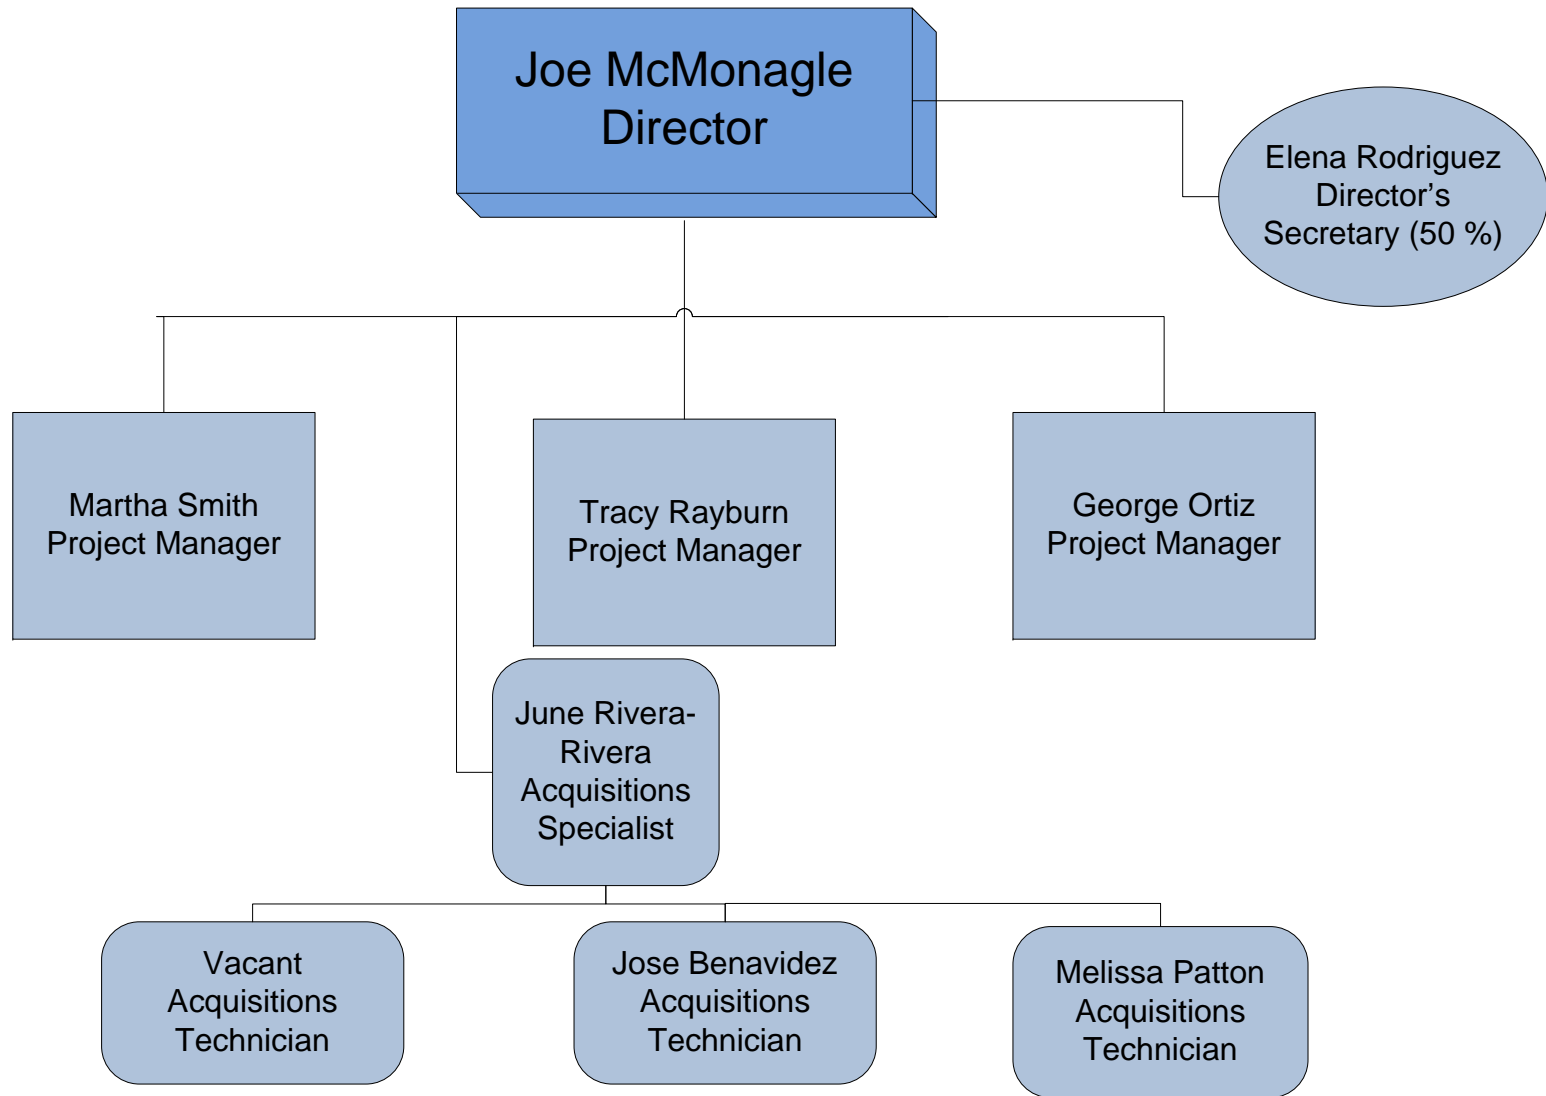 Joe McMonagle
Director
Elena Rodriguez
Director's
Secretary (50 %)
Martha Smith
Project Manager
Tracy Rayburn
Project Manager
George Ortiz
Project Manager
June Rivera-
Rivera
Acquisitions
Specialist
Vacant
Acquisitions
Technician
Jose Benavidez
Acquisitions
Technician
Melissa Patton
Acquisitions
Technician